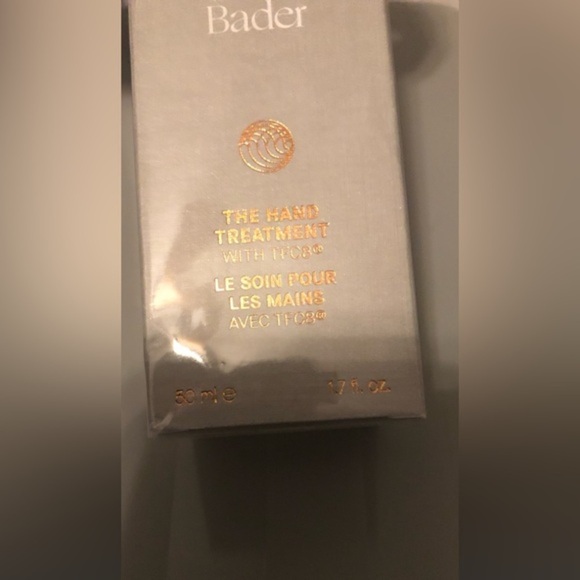 Bader
THE HAND
TREATMENT
WITH TFC8®
LE SOIN POUR
LES MAINS
AVEC TFC8®
50 ml ℮
1.7 fl. oz.